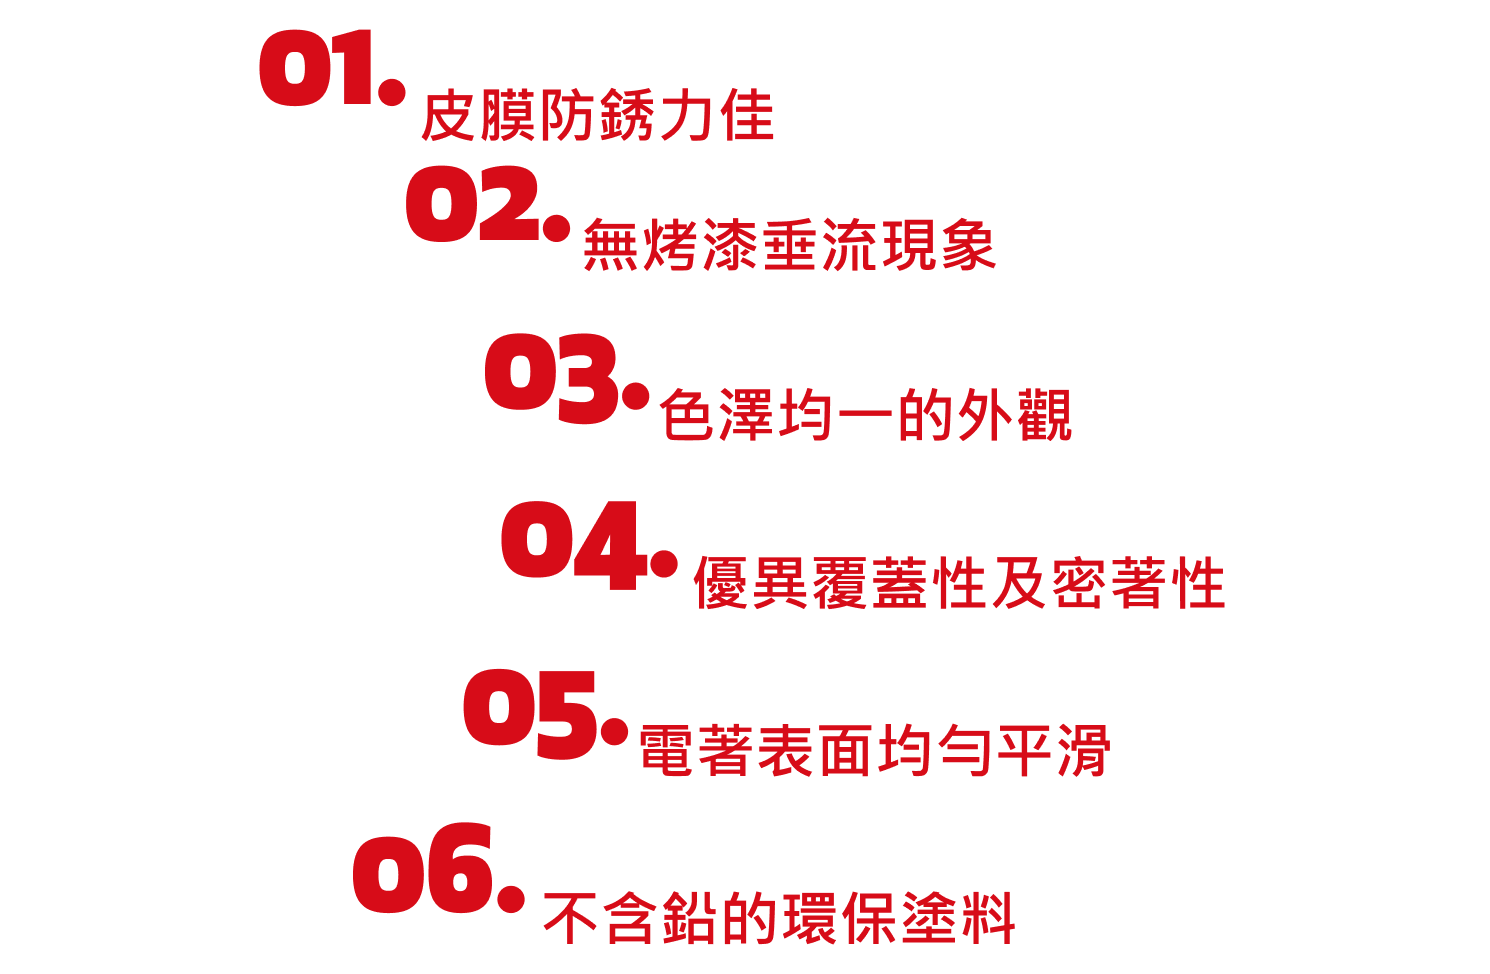 01. 皮膜防銹力佳
02. 無烤漆垂流現象
03. 色澤均一的外觀
04. 優異覆蓋性及密著性
05. 電著表面均勻平滑
06. 不含鉛的環保塗料